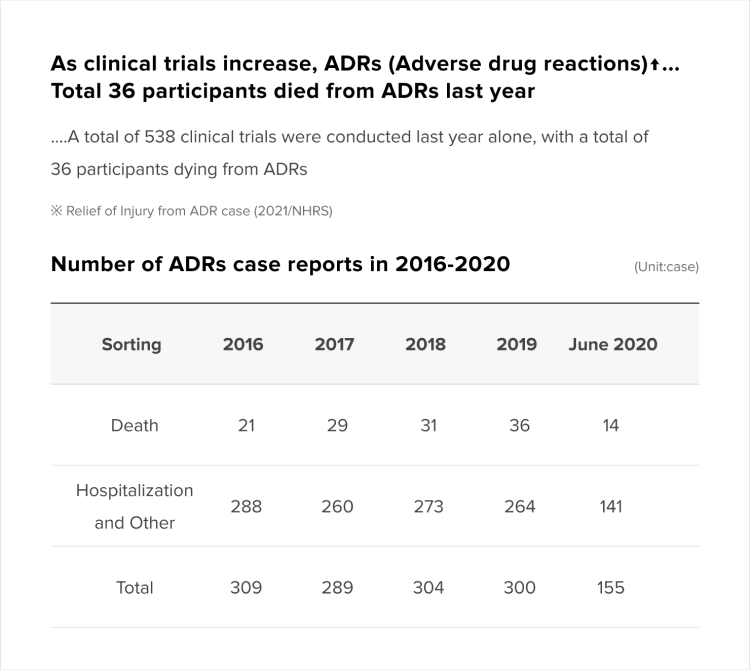 As clinical trials increase, ADRs (Adverse drug reactions)⬆...
Total 36 participants died from ADRs last year
....A total of 538 clinical trials were conducted last year alone, with a total of
36 participants dying from ADRs
※ Relief of Injury from ADR case (2021/NHRS)
Number of ADRs case reports in 2016-2020 (Unit:case)
Sorting 2016 2017 2018 2019 June 2020
Death 21 29 31 36 14
Hospitalization
and Other 288 260 273 264 141
Total 309 289 304 300 155